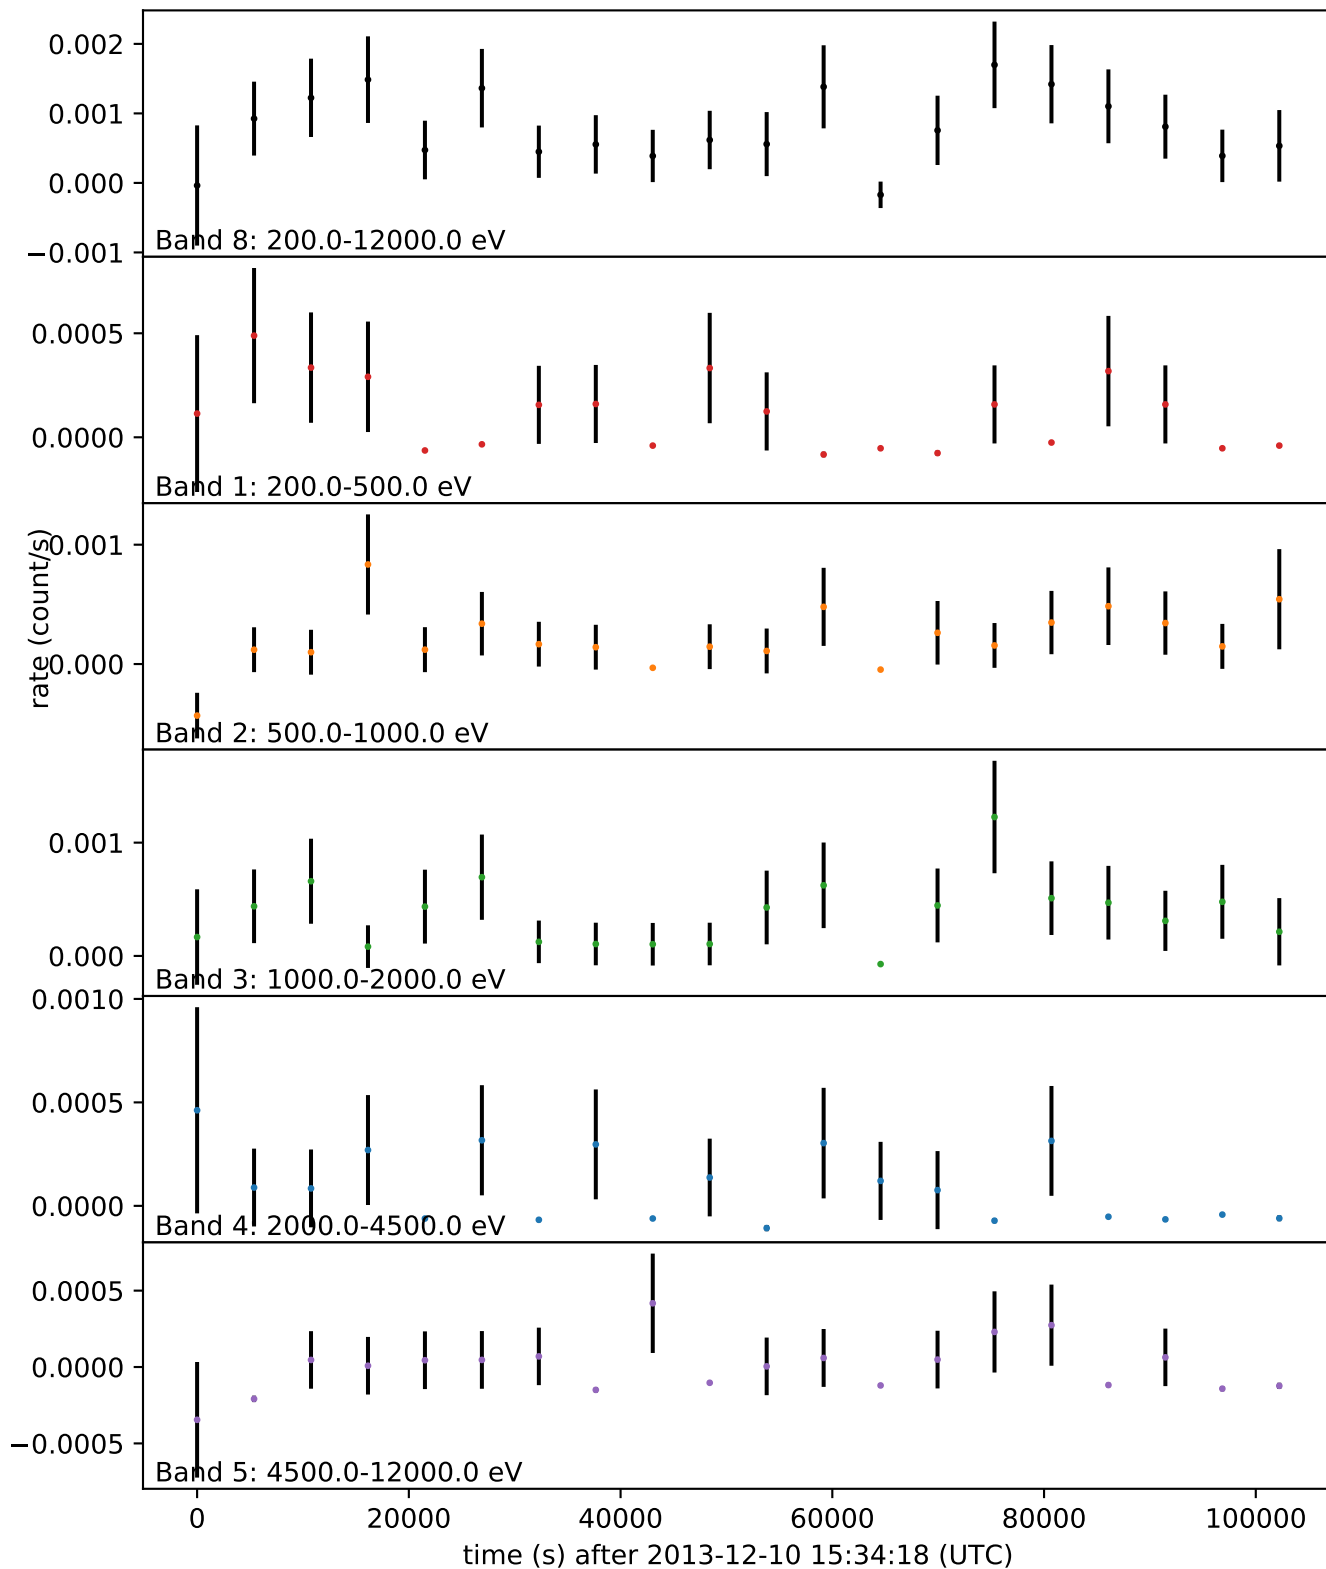 0.002
0.001
0.000
−0.001
Band 8: 200.0-12000.0 eV
0.0005
0.0000
Band 1: 200.0-500.0 eV
rate (count/s)
0.001
0.000
Band 2: 500.0-1000.0 eV
0.001
0.000
Band 3: 1000.0-2000.0 eV
0.0010
0.0005
0.0000
Band 4: 2000.0-4500.0 eV
0.0005
0.0000
−0.0005
Band 5: 4500.0-12000.0 eV
0 20000 40000 60000 80000 100000
time (s) after 2013-12-10 15:34:18 (UTC)